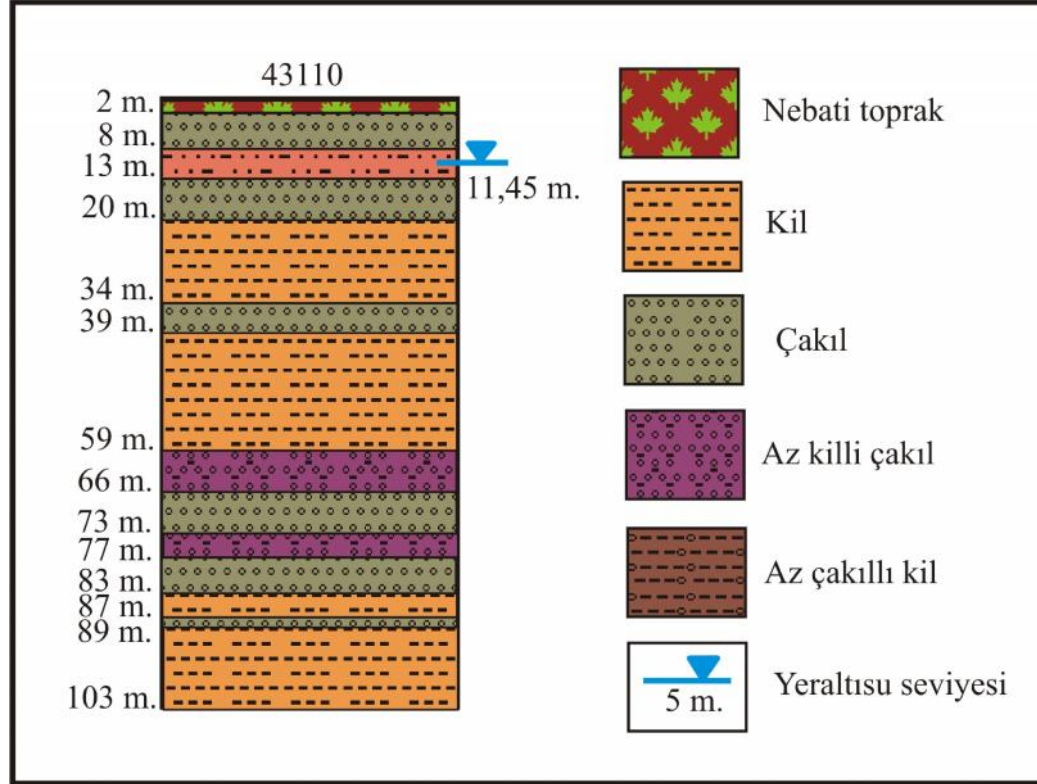 43110
2 m.
8 m.
13 m.
11,45 m.
20 m.
34 m.
39 m.
59 m.
66 m.
73 m.
77 m.
83 m.
87 m.
89 m.
103 m.
Nebati toprak
Kil
Çakıl
Az killi çakıl
Az çakıllı kil
Yeraltısu seviyesi
5 m.